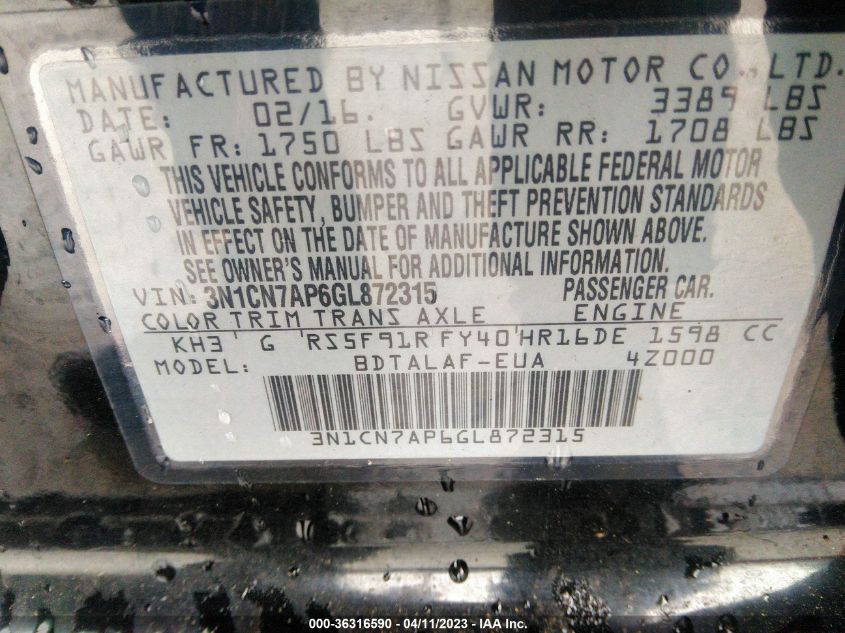 MANUFACTURED BY NISSAN MOTOR CO., LTD.
DATE: 02/16. GVWR: 3389 LBS
GAWR FR: 1750 LBS GAWR RR: 1708 LBS
THIS VEHICLE CONFORMS TO ALL APPLICABLE FEDERAL MOTOR
VEHICLE SAFETY, BUMPER AND THEFT PREVENTION STANDARDS
IN EFFECT ON THE DATE OF MANUFACTURE SHOWN ABOVE.
SEE OWNER'S MANUAL FOR ADDITIONAL INFORMATION.
VIN: 3N1CN7AP6GL872315 PASSENGER CAR.
COLOR TRIM TRANS AXLE ENGINE
KH3 G RS5F91R FY40 HR16DE 1598 CC
MODEL: BDTALAF-EUA 4Z000
3N1CN7AP6GL872315
000-36316590 - 04/11/2023 - IAA Inc.